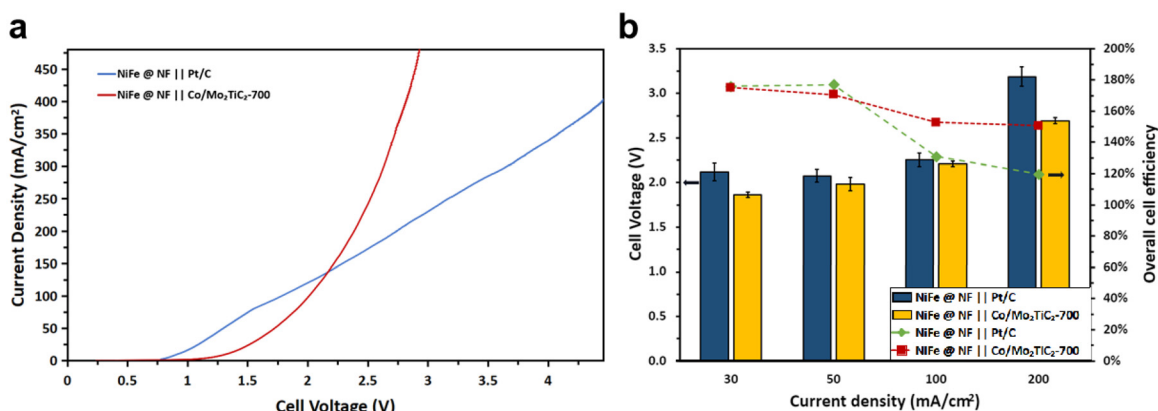 a
450
400
350
300
250
200
150
100
50
0
Current Density (mA/cm²)
NiFe @ NF || Pt/C
NiFe @ NF || Co/Mo₂TiC₂-700
0 0.5 1 1.5 2 2.5 3 3.5 4
Cell Voltage (V)
b
3.5
3.0
2.5
2.0
1.5
1.0
0.5
0.0
Cell Voltage (V)
200%
180%
160%
140%
120%
100%
80%
60%
40%
20%
0%
Overall cell efficiency
NiFe @ NF || Pt/C
NiFe @ NF || Co/Mo₂TiC₂-700
NiFe @ NF || Pt/C
NiFe @ NF || Co/Mo₂TiC₂-700
30 50 100 200
Current density (mA/cm²)